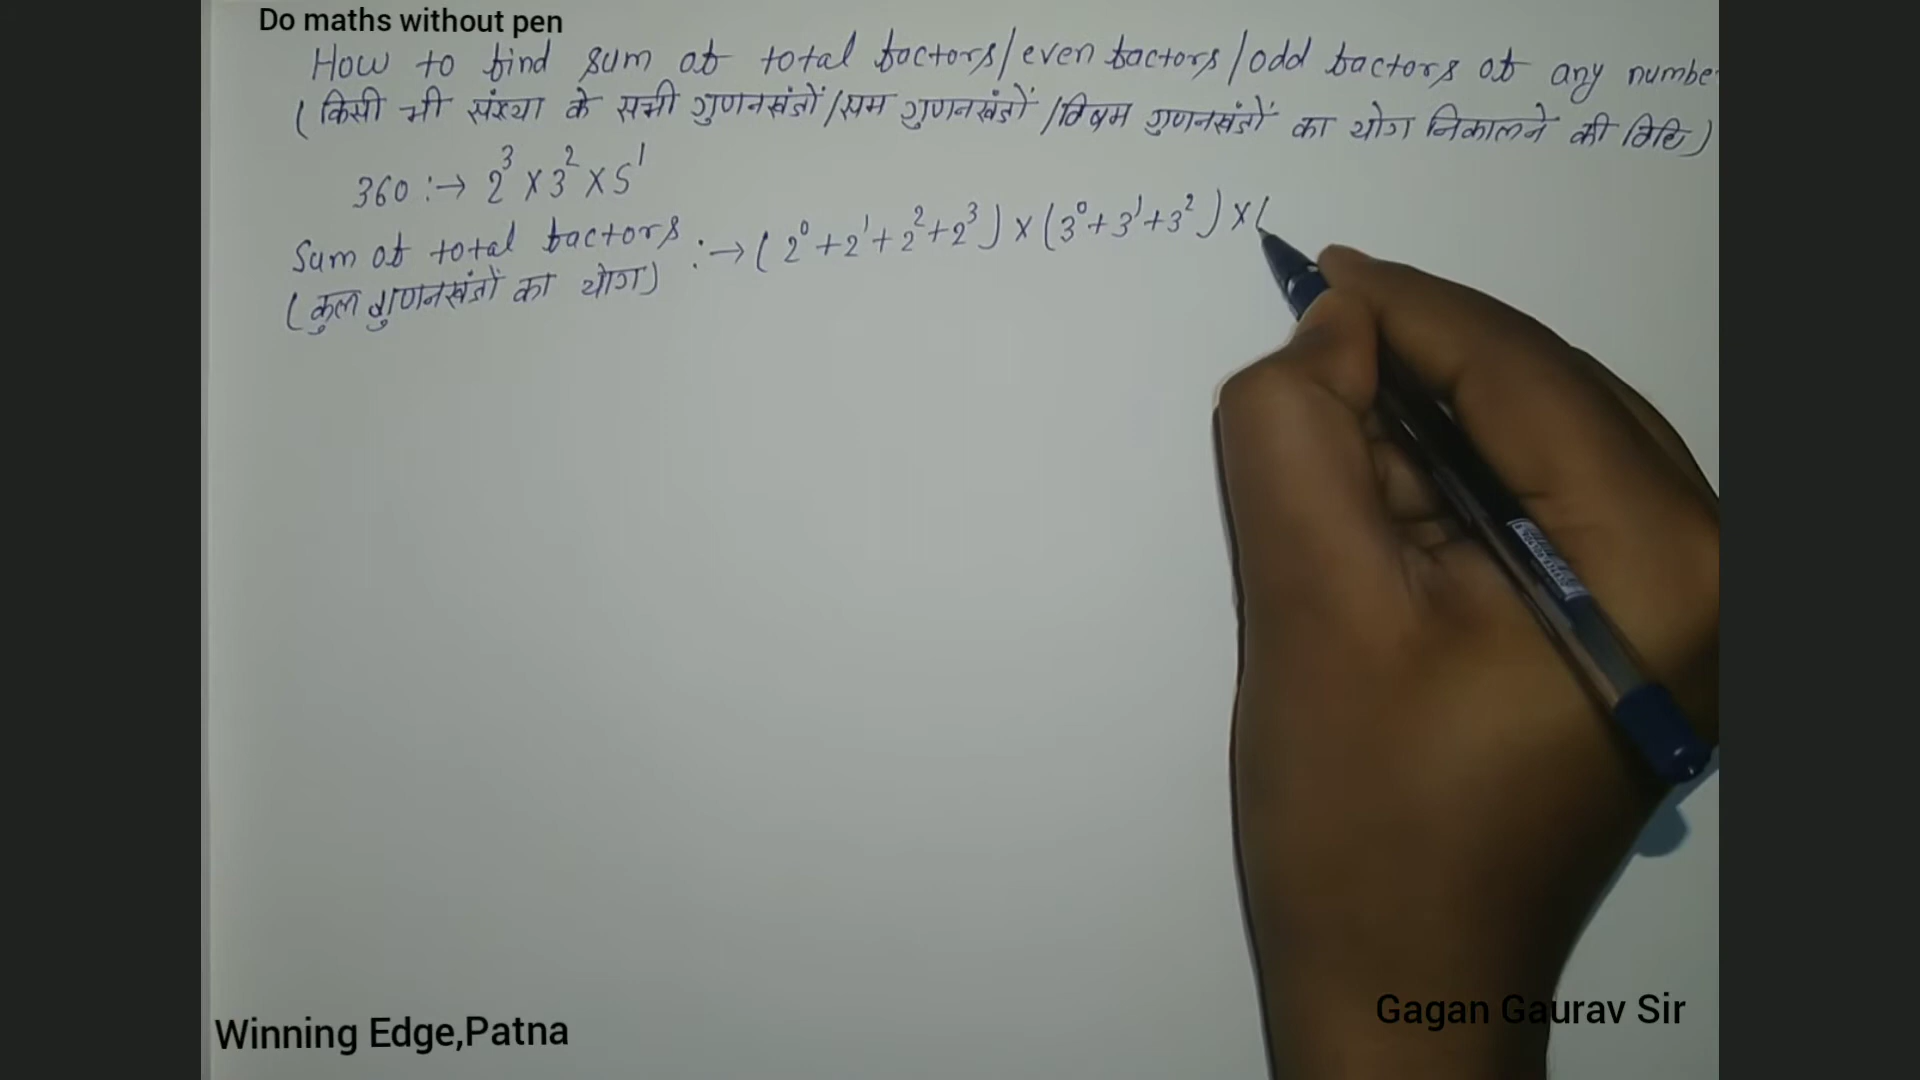 Do maths without pen
How to find sum of total factors/even factors/odd factors of any numbe
(किसी भी संख्या के सभी गुणनखंडों/सम गुणनखंडों/विषम गुणनखंडों का योग निकालने की विधि)
360 :→ 2³ × 3² × 5¹
Sum of total factors :→ (2⁰ + 2¹ + 2² + 2³) × (3⁰ + 3¹ + 3²) × (
(कुल गुणनखंडों का योग)
Winning Edge,Patna
Gagan Gaurav Sir